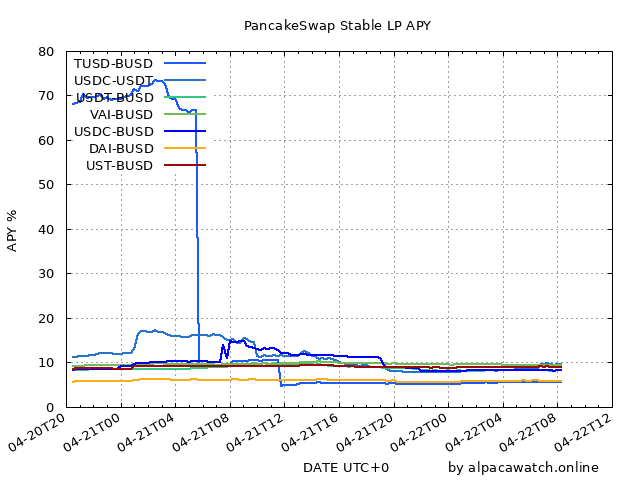 PancakeSwap Stable LP APY
80
70
60
50
40
30
20
10
0
APY %
TUSD-BUSD
USDC-USDT
USDT-BUSD
VAI-BUSD
USDC-BUSD
DAI-BUSD
UST-BUSD
04-20T20
04-21T00
04-21T04
04-21T08
04-21T12
04-21T16
04-21T20
04-22T00
04-22T04
04-22T08
04-22T12
DATE UTC+0
by alpacawatch.online